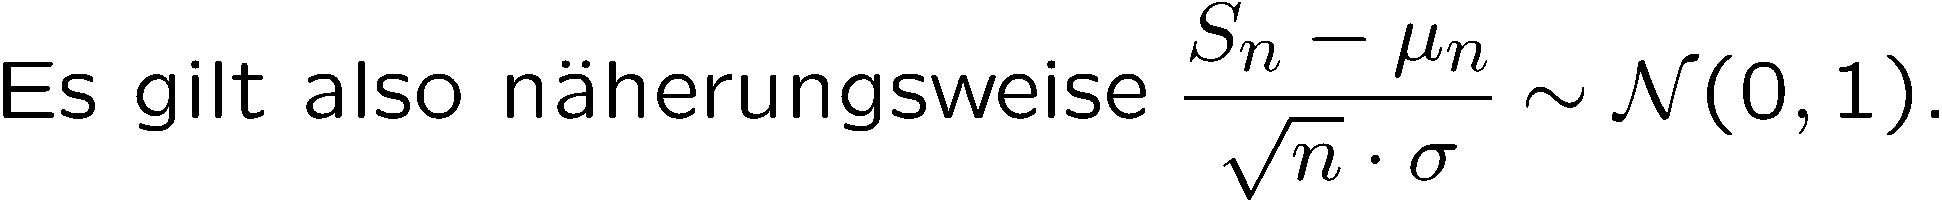 Es gilt also näherungsweise $\frac{S_n - \mu_n}{\sqrt{n} \cdot \sigma} \sim \mathcal{N}(0, 1)$.